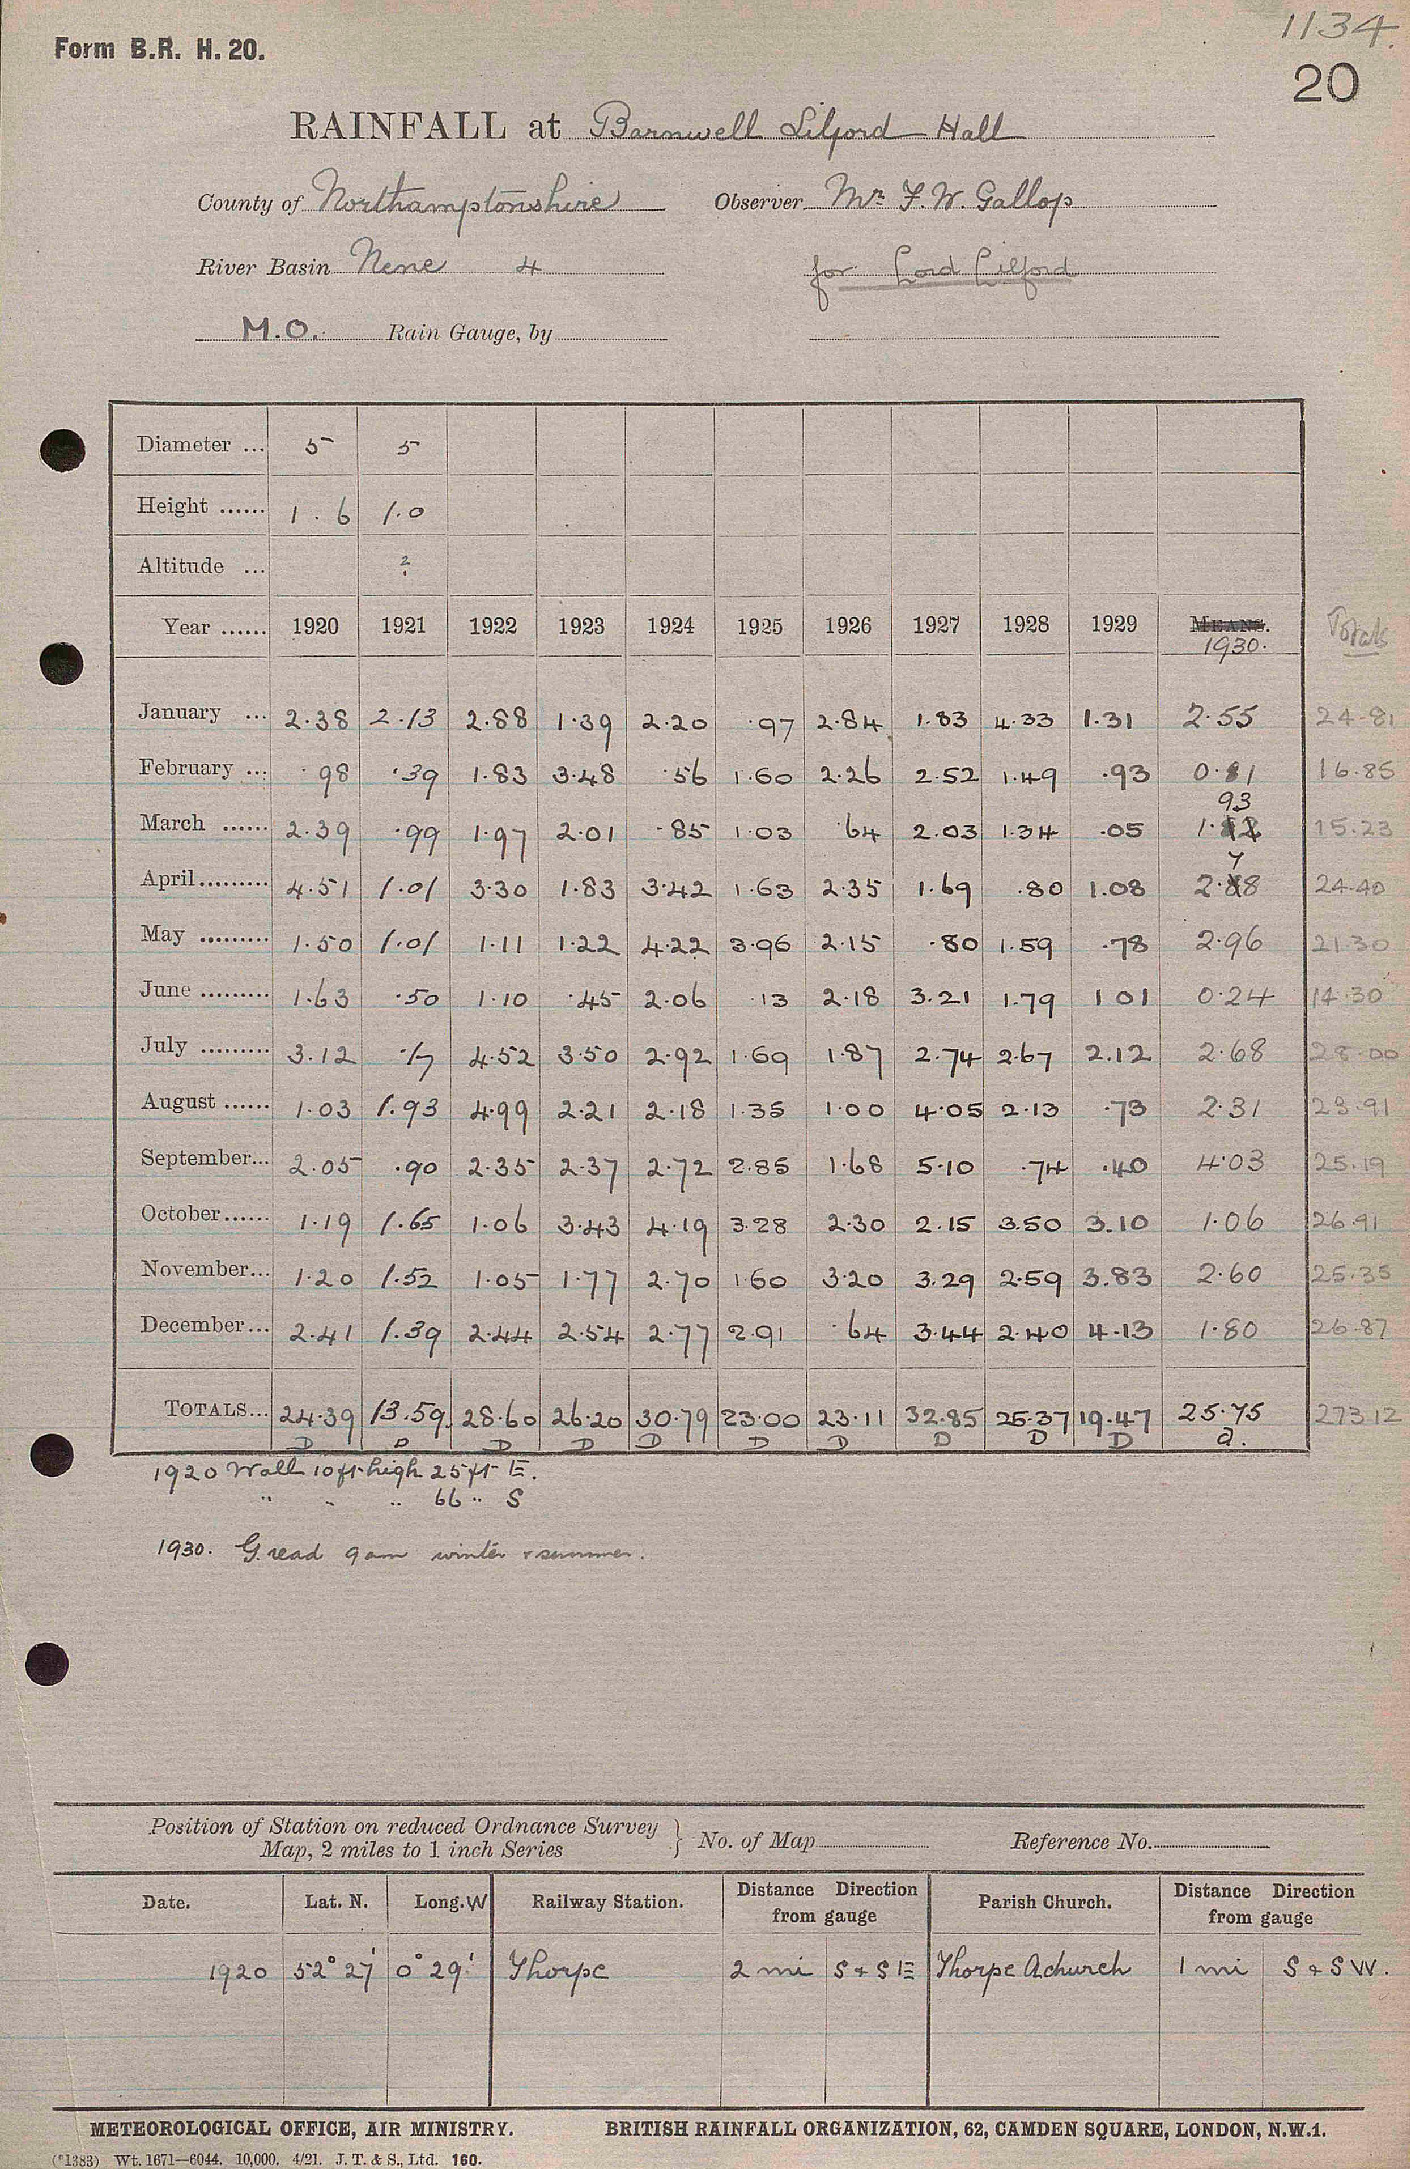 1134.
Form B.R. H. 20.
20
RAINFALL at Barnwell Lilford Hall
County of Northamptonshire Observer Mr F. W. Gallop
River Basin Nene 4 for Lord Lilford
M.O. Rain Gauge, by
Diameter ... 5 5
Height ...... 1.6 1.0
Altitude ... ?
Year ...... 1920 1921 1922 1923 1924 1925 1926 1927 1928 1929 MEANS. 1930. Totals
January ... 2.38 2.13 2.88 1.39 2.20 .97 2.84 1.83 4.33 1.31 2.55 24.81
February ... .98 .39 1.83 3.48 .56 1.60 2.26 2.52 1.49 .93 0.81 16.85
93
March ...... 2.39 .99 1.97 2.01 .85 1.03 .64 2.03 1.34 .05 1.12 15.23
7
April......... 4.51 1.01 3.30 1.83 3.42 1.63 2.35 1.69 .80 1.08 2.88 24.40
May ......... 1.50 1.01 1.11 1.22 4.22 3.96 2.15 .80 1.59 .78 2.96 21.30
June ......... 1.63 .50 1.10 .45 2.06 .13 2.18 3.21 1.79 1 01 0.24 14.30
July ......... 3.12 .17 4.52 3.50 2.92 1.69 1.87 2.74 2.67 2.12 2.68 28.00
August ...... 1.03 1.93 4.99 2.21 2.18 1.35 1.00 4.05 2.13 .73 2.31 23.91
September... 2.05 .90 2.35 2.37 2.72 2.85 1.68 5.10 .74 .40 4.03 25.19
October...... 1.19 1.65 1.06 3.43 4.19 3.28 2.30 2.15 3.50 3.10 1.06 26.91
November... 1.20 1.52 1.05 1.77 2.70 1 60 3.20 3.29 2.59 3.83 2.60 25.35
December... 2.41 1.39 2.44 2.54 2.77 2.91 .64 3.44 2.40 4.13 1.80 26.87
TOTALS... 24.39 13.59 28.60 26.20 30.79 23.00 23.11 32.85 25.37 19.47 25.75 273.12
D D D D D D D D D D d.
1920 Wall 10ft high 25ft E.
" " " 66 " S
1930. G. read 9am winter & summer.
Position of Station on reduced Ordnance Survey
Map, 2 miles to 1 inch Series } No. of Map Reference No.
Date. Lat. N. Long. W Railway Station. Distance Direction from gauge Parish Church. Distance Direction from gauge
1920 52° 27' 0° 29' Thorpe 2 mi S + S E Thorpe Achurch 1 mi S + S W.
METEOROLOGICAL OFFICE, AIR MINISTRY. BRITISH RAINFALL ORGANIZATION, 62, CAMDEN SQUARE, LONDON, N.W.1.
(*1383) Wt. 1671—6044. 10,000. 4/21. J. T. & S., Ltd. 160.